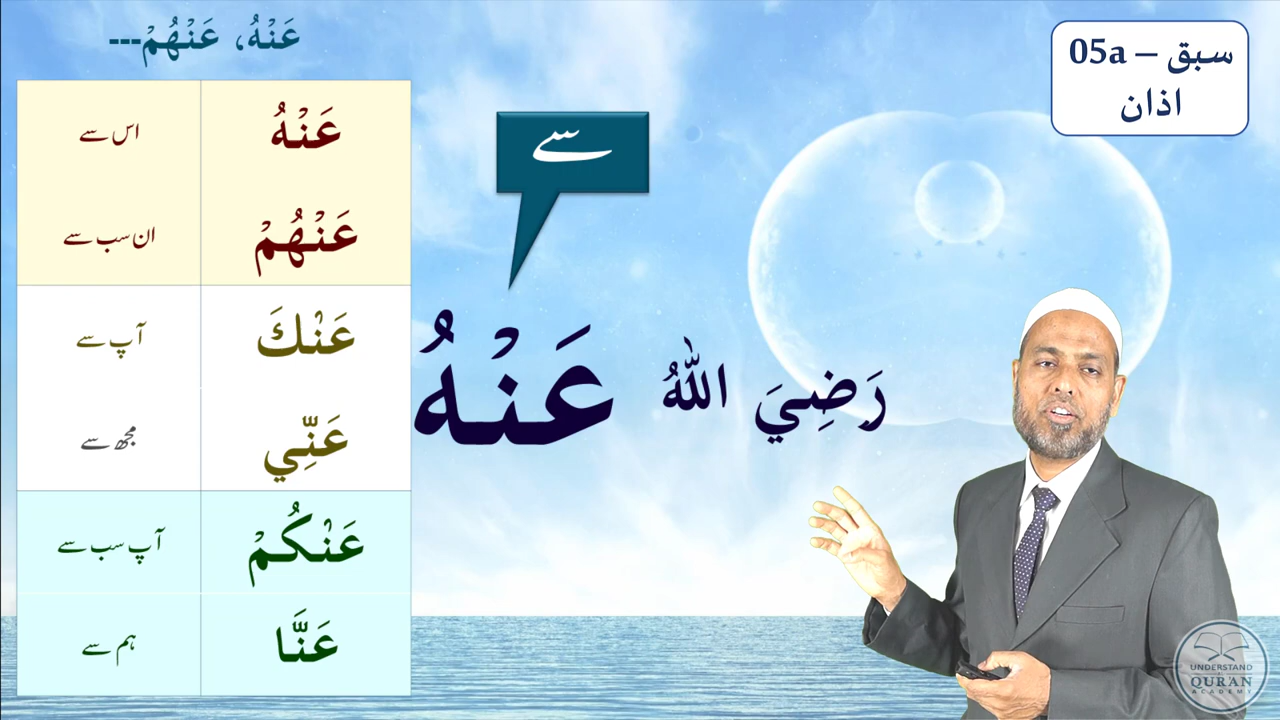 عَنْهُ، عَنْهُمْ---
سبق – 05a
اذان
عَنْهُ اس سے
عَنْهُمْ ان سب سے
عَنْكَ آپ سے
عَنِّي مجھ سے
عَنْكُمْ آپ سب سے
عَنَّا ہم سے
سے
رَضِيَ اللّٰهُ عَنْهُ
UNDERSTAND
QURAN
ACADEMY